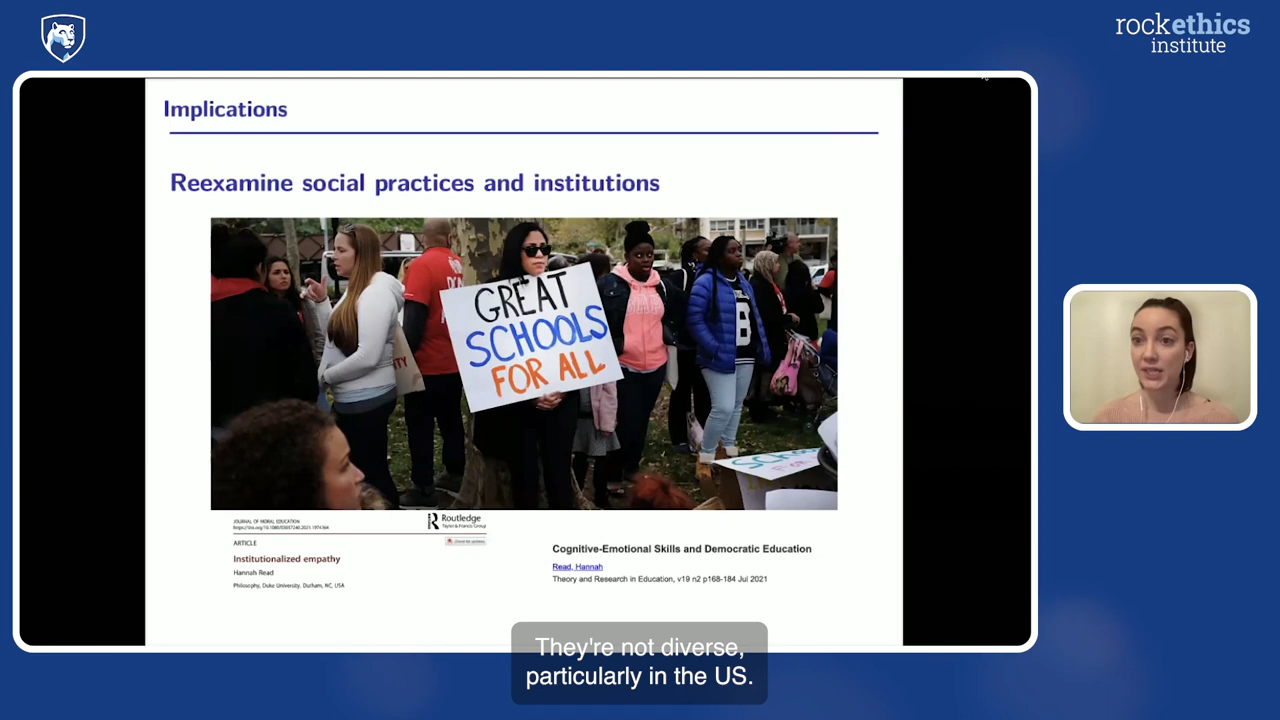 rockethics
institute
Implications
Reexamine social practices and institutions
GREAT
SCHOOLS
FOR ALL
JOURNAL OF MORAL EDUCATION
Routledge
Taylor & Francis Group
ARTICLE
Check for updates
Institutionalized empathy
Hannah Read
Philosophy, Duke University, Durham, NC, USA
Cognitive-Emotional Skills and Democratic Education
Read, Hannah
Theory and Research in Education, v19 n2 p168-184 Jul 2021
They're not diverse,
particularly in the US.